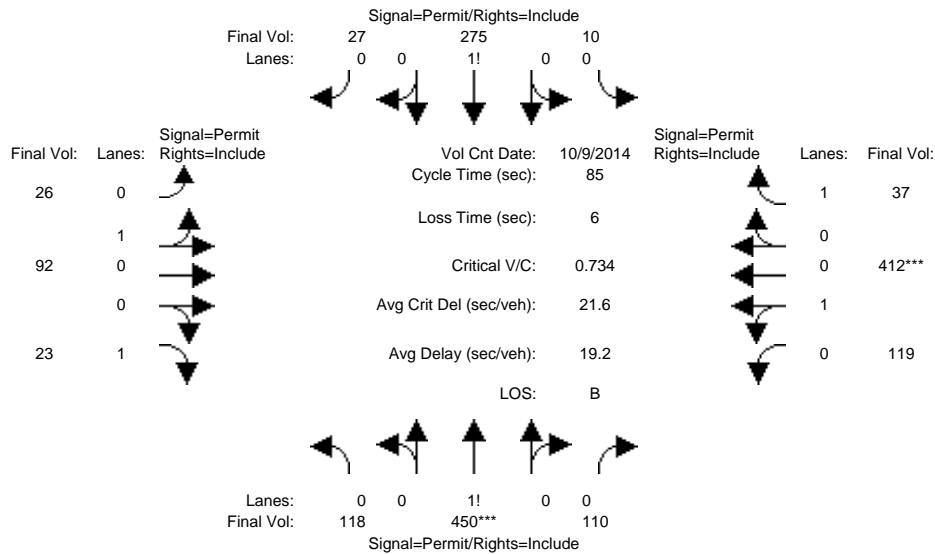 Signal=Permit/Rights=Include
Final Vol: 27 275 10
Lanes: 0 0 1! 0 0
Signal=Permit Signal=Permit
Final Vol: Lanes: Rights=Include Vol Cnt Date: 10/9/2014 Rights=Include Lanes: Final Vol:
Cycle Time (sec): 85
26 0 1 37
Loss Time (sec): 6
1 0
92 0 Critical V/C: 0.734 0 412***
0 Avg Crit Del (sec/veh): 21.6 1
23 1 Avg Delay (sec/veh): 19.2 0 119
LOS: B
Lanes: 0 0 1! 0 0
Final Vol: 118 450*** 110
Signal=Permit/Rights=Include